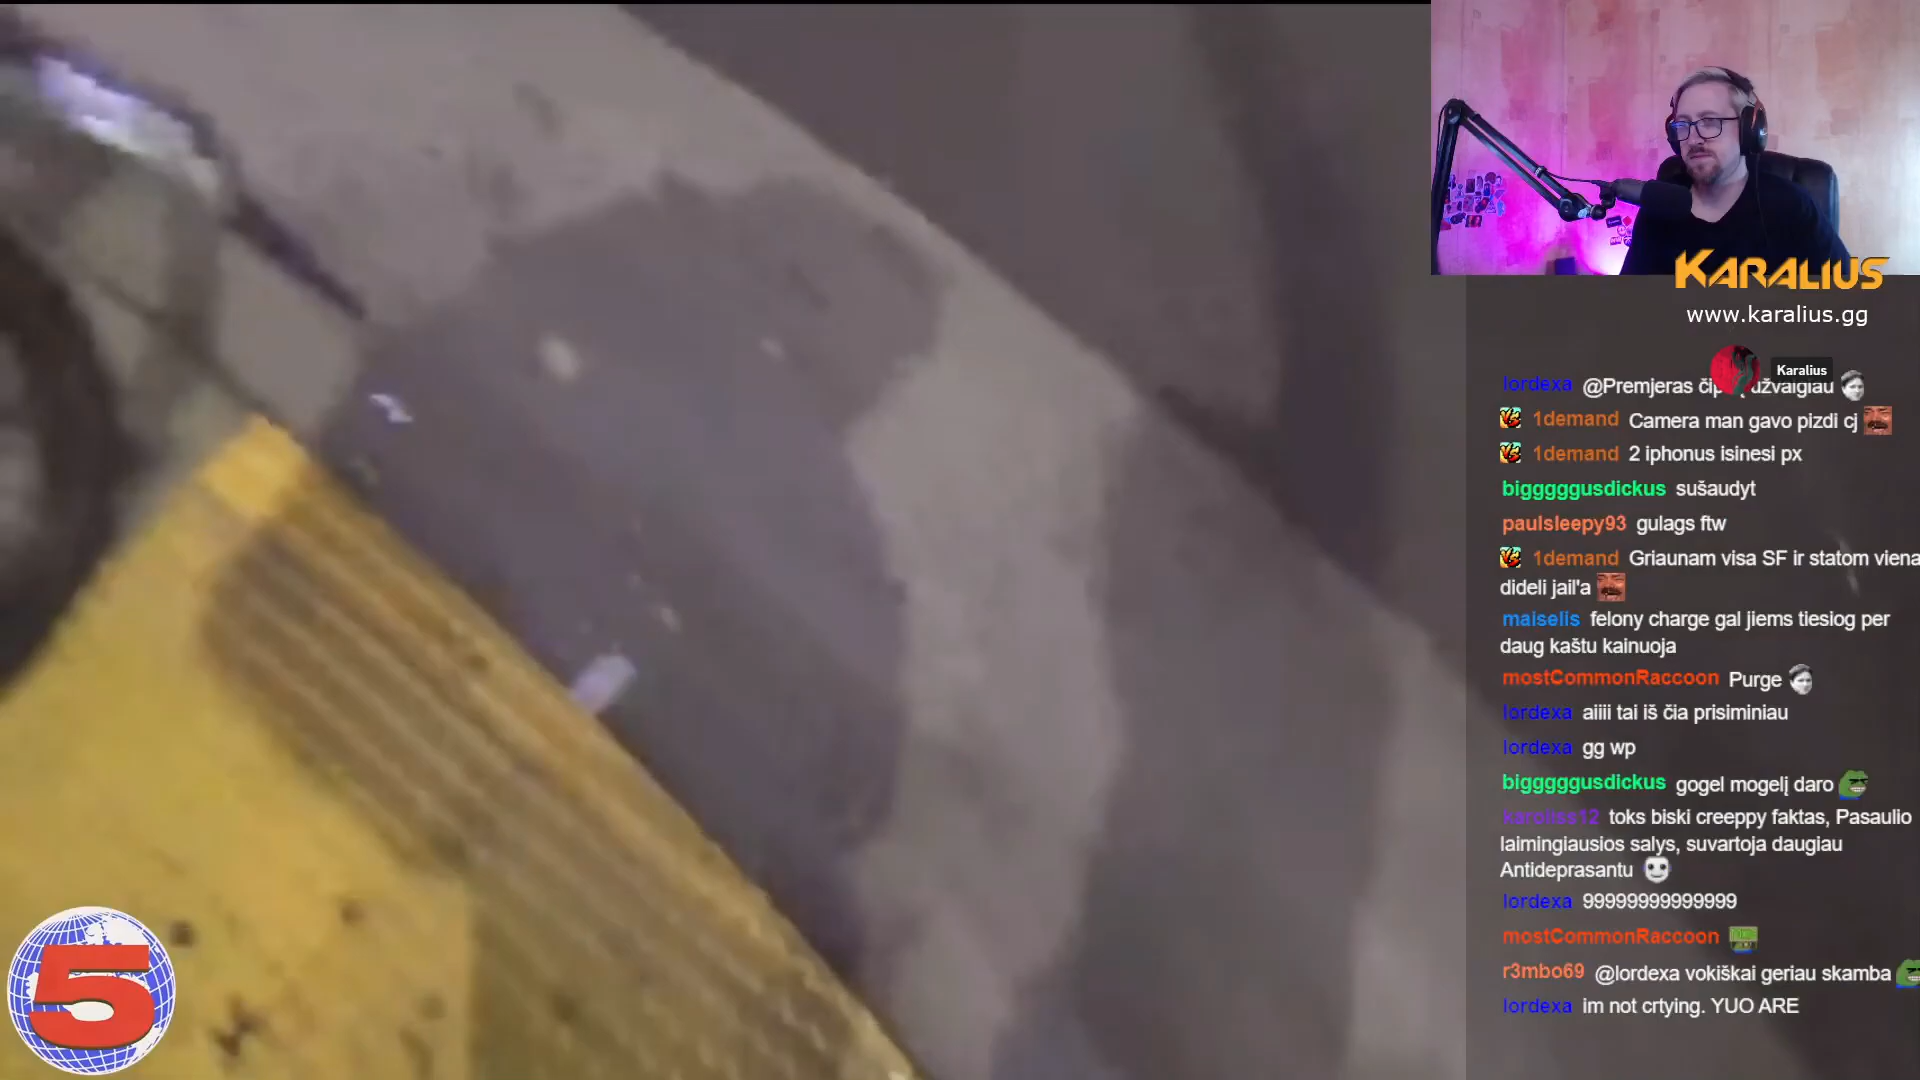 KARALIUS
www.karalius.gg
Karalius
lordexa @Premjeras užvalgiau
1demand Camera man gavo pizdi cj
1demand 2 iphonus isinesi px
bigggggusdickus sušaudyt
paulsleepy93 gulags ftw
1demand Griaunam visa SF ir statom viena
dideli jail'a
maiselis felony charge gal jiems tiesiog per
daug kaštu kainuoja
mostCommonRaccoon Purge
lordexa aiiii tai iš čia prisiminiau
lordexa gg wp
bigggggusdickus gogel mogelį daro
karoliss12 toks biski creeppy faktas, Pasaulio
laimingiausios salys, suvartoja daugiau
Antideprasantu
lordexa 99999999999999
mostCommonRaccoon
r3mbo69 @lordexa vokiškai geriau skamba
lordexa im not crtying. YUO ARE
5